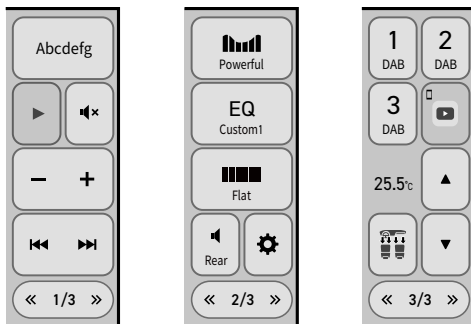 Abcdefg
1/3
Powerful
EQ
Custom1
Flat
Rear
2/3
1
DAB
2
DAB
3
DAB
25.5°c
3/3